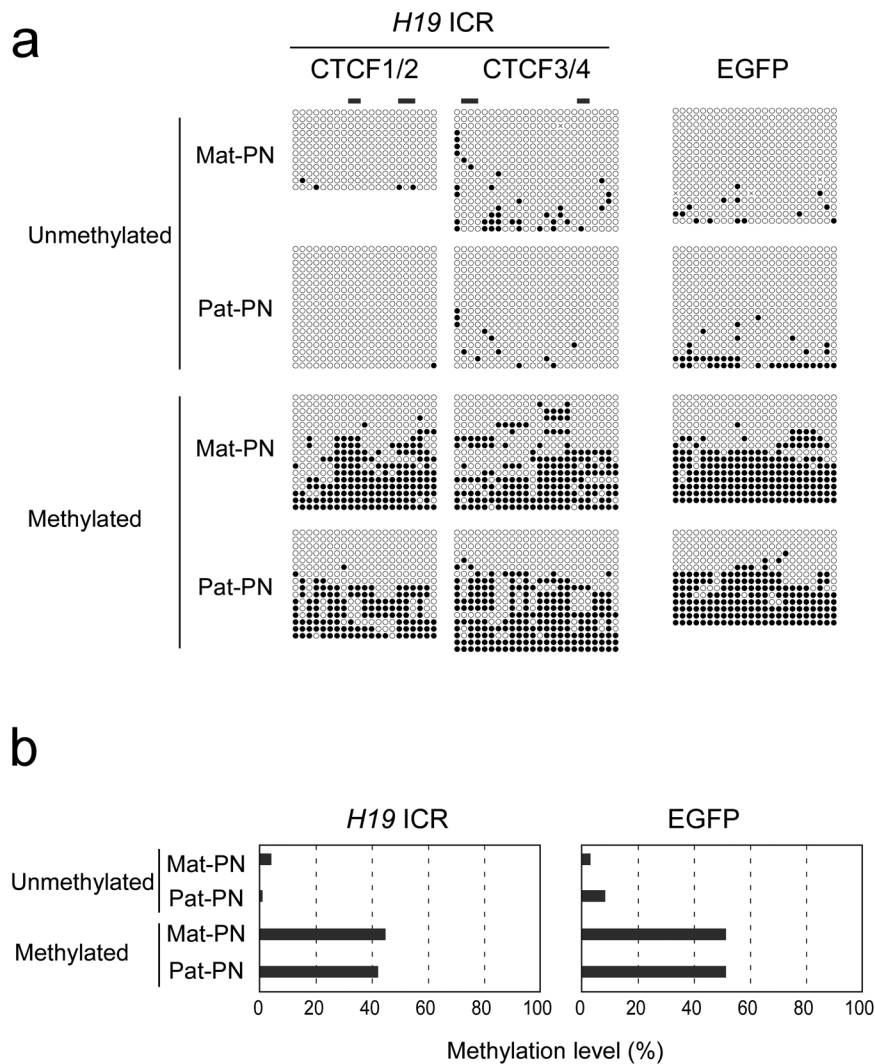 a
H19 ICR
CTCF1/2 CTCF3/4 EGFP
Mat-PN
Unmethylated
Pat-PN
Mat-PN
Methylated
Pat-PN
b
H19 ICR EGFP
Unmethylated
Mat-PN
Pat-PN
Methylated
Mat-PN
Pat-PN
0 20 40 60 80 100 0 20 40 60 80 100
Methylation level (%)